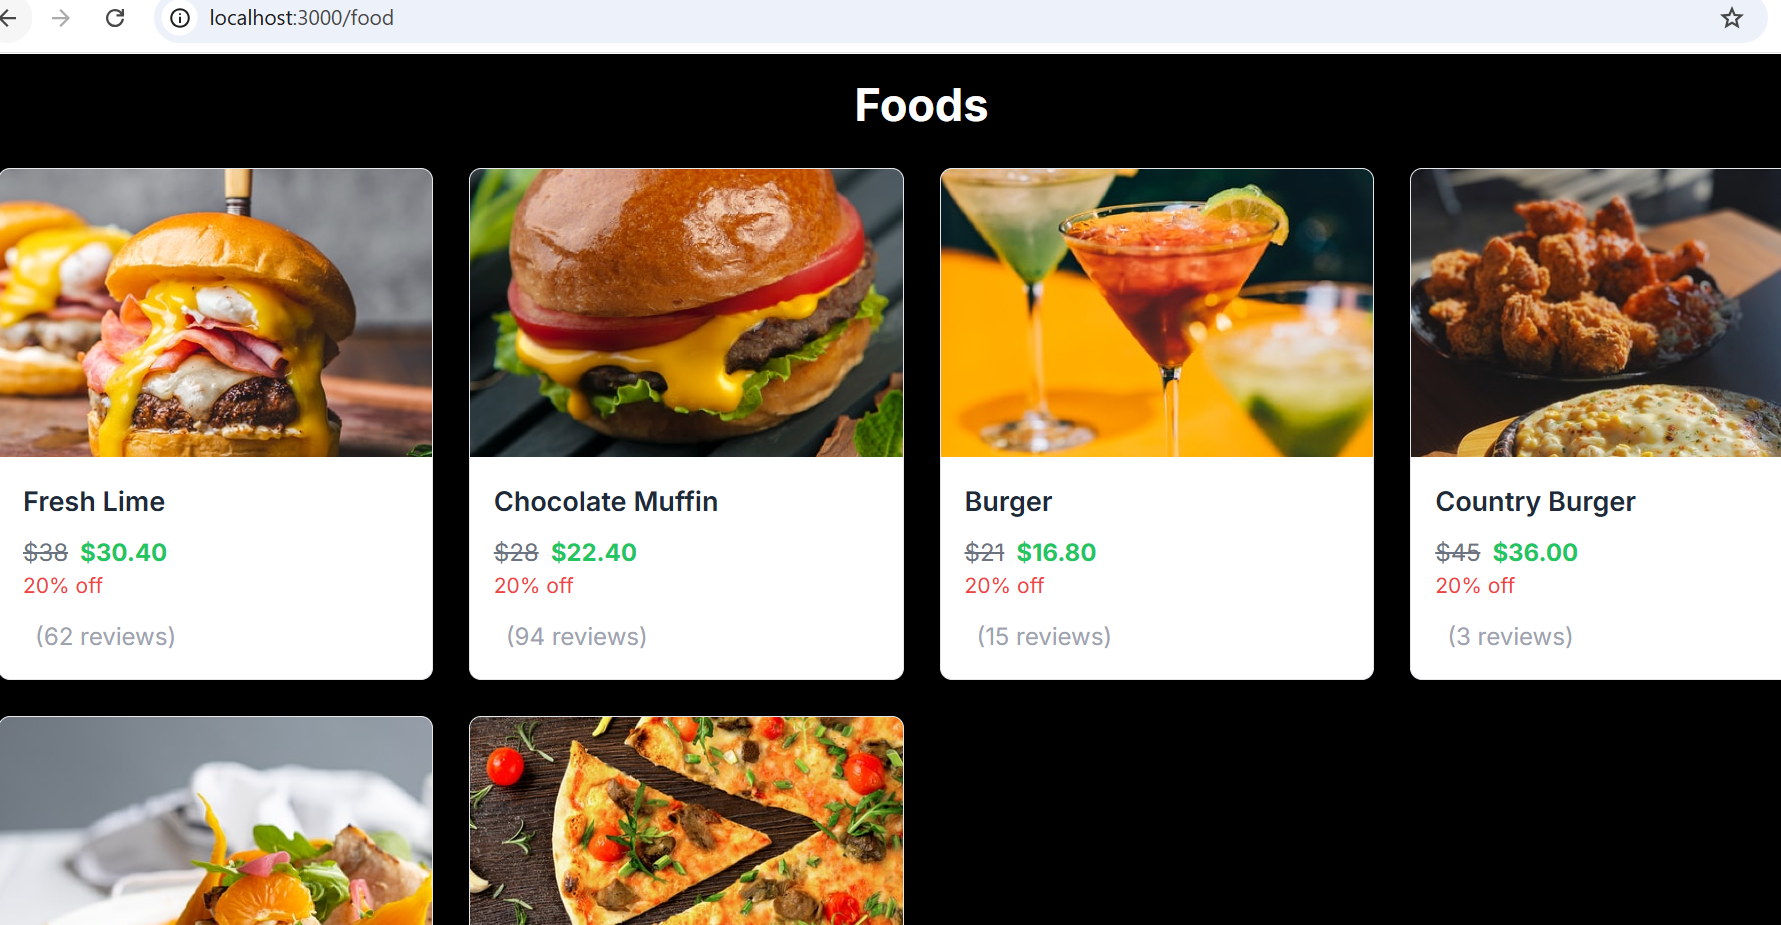 localhost:3000/food
Foods
Fresh Lime
$38 $30.40
20% off
(62 reviews)
Chocolate Muffin
$28 $22.40
20% off
(94 reviews)
Burger
$21 $16.80
20% off
(15 reviews)
Country Burger
$45 $36.00
20% off
(3 reviews)